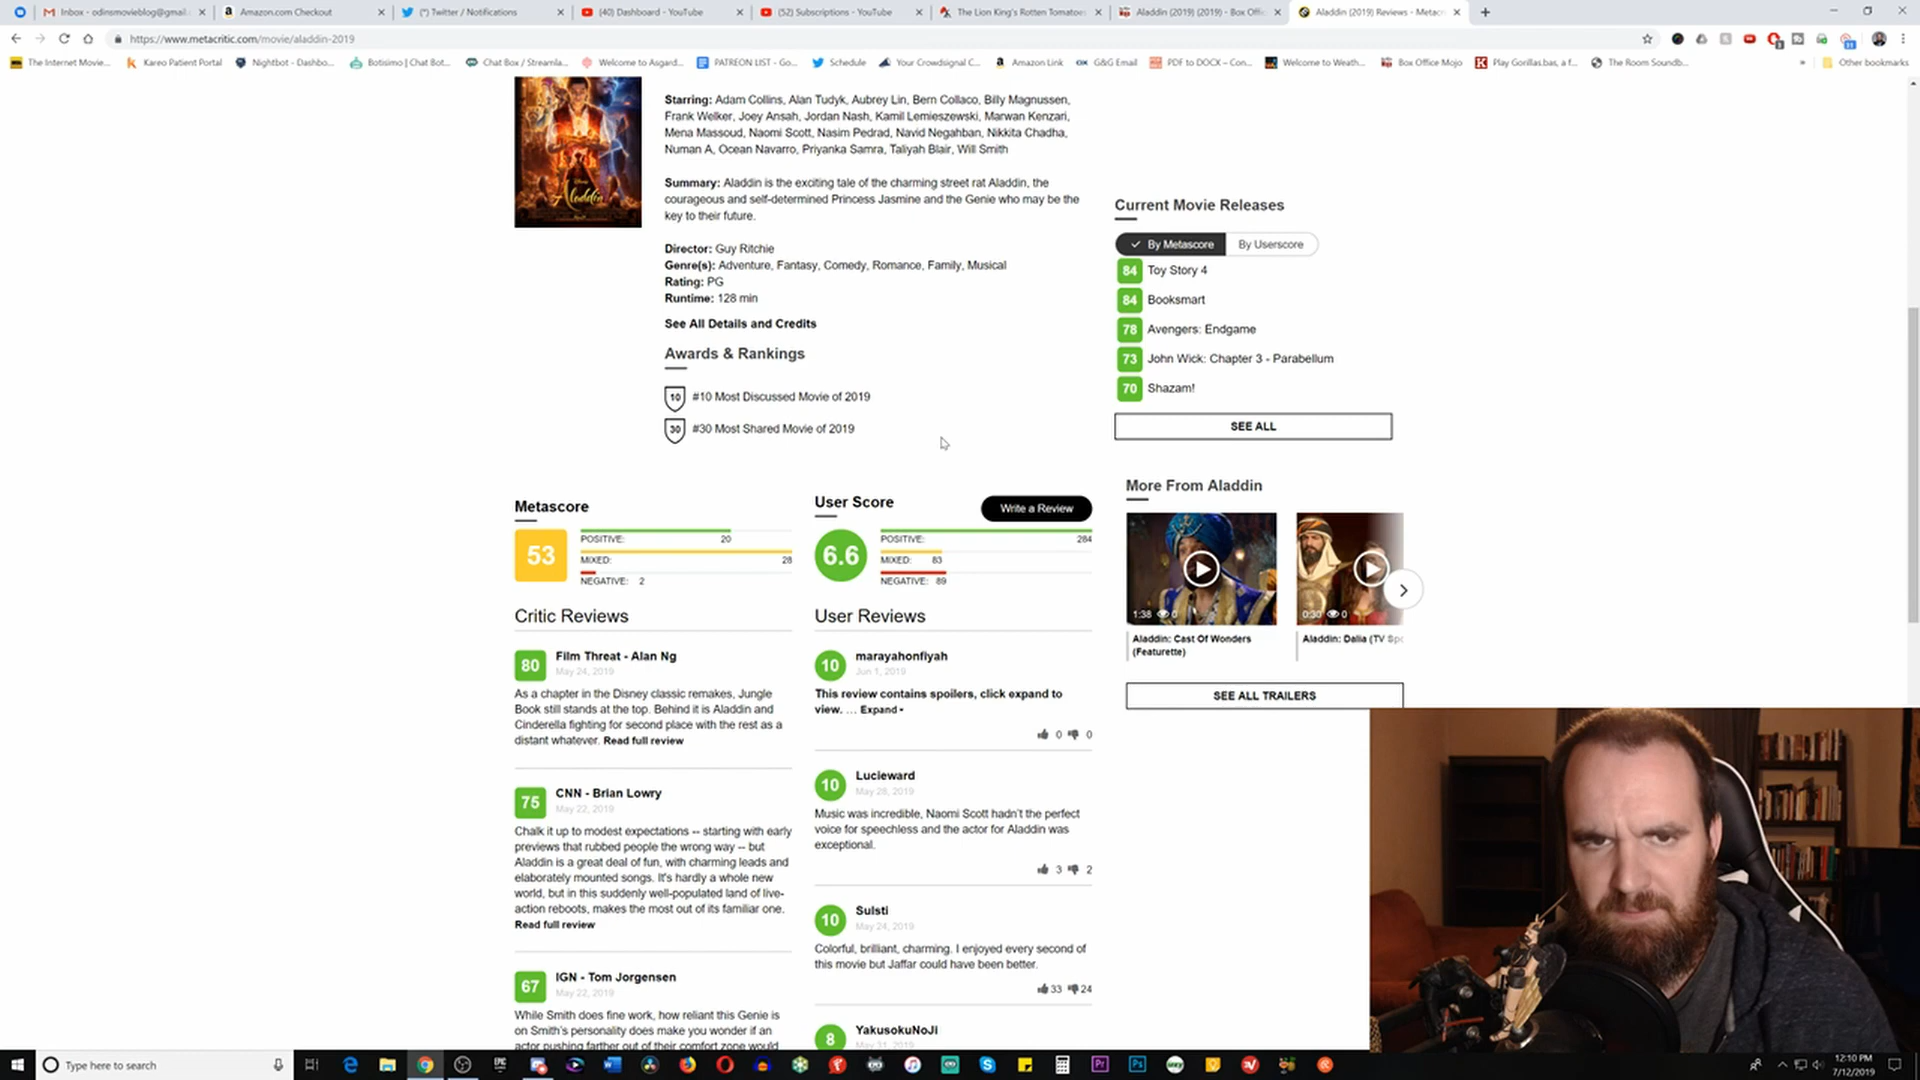 Inbox - odinsmovieblog@gmail.
Amazon.com Checkout
(*) Twitter / Notifications
(40) Dashboard - YouTube
(52) Subscriptions - YouTube
The Lion King's Rotten Tomatoes
Aladdin (2019) (2019) - Box Offic
Aladdin (2019) Reviews - Metacr
https://www.metacritic.com/movie/aladdin-2019
The Internet Movie...
Kareo Patient Portal
Nightbot - Dashbo...
Botisimo | Chat Bot...
Chat Box / Streamla...
Welcome to Asgard...
PATREON LIST - Go...
Schedule
Your Crowdsignal C...
Amazon Link
G&G Email
PDF to DOCX – Con...
Welcome to Weath...
Box Office Mojo
Play Gorillas.bas, a f...
The Room Soundb...
Other bookmarks
Aladdin
Starring: Adam Collins, Alan Tudyk, Aubrey Lin, Bern Collaco, Billy Magnussen,
Frank Welker, Joey Ansah, Jordan Nash, Kamil Lemieszewski, Marwan Kenzari,
Mena Massoud, Naomi Scott, Nasim Pedrad, Navid Negahban, Nikkita Chadha,
Numan A, Ocean Navarro, Priyanka Samra, Taliyah Blair, Will Smith
Summary: Aladdin is the exciting tale of the charming street rat Aladdin, the
courageous and self-determined Princess Jasmine and the Genie who may be the
key to their future.
Director: Guy Ritchie
Genre(s): Adventure, Fantasy, Comedy, Romance, Family, Musical
Rating: PG
Runtime: 128 min
See All Details and Credits
Awards & Rankings
10 #10 Most Discussed Movie of 2019
30 #30 Most Shared Movie of 2019
Current Movie Releases
By Metascore
By Userscore
84 Toy Story 4
84 Booksmart
78 Avengers: Endgame
73 John Wick: Chapter 3 - Parabellum
70 Shazam!
SEE ALL
Metascore
53
POSITIVE: 20
MIXED: 28
NEGATIVE: 2
Critic Reviews
80 Film Threat - Alan Ng
May 24, 2019
As a chapter in the Disney classic remakes, Jungle
Book still stands at the top. Behind it is Aladdin and
Cinderella fighting for second place with the rest as a
distant whatever. Read full review
75 CNN - Brian Lowry
May 22, 2019
Chalk it up to modest expectations -- starting with early
previews that rubbed people the wrong way -- but
Aladdin is a great deal of fun, with charming leads and
elaborately mounted songs. It's hardly a whole new
world, but in this suddenly well-populated land of live-
action reboots, makes the most out of its familiar one.
Read full review
67 IGN - Tom Jorgensen
May 22, 2019
While Smith does fine work, how reliant this Genie is
on Smith's personality does make you wonder if an
actor pushing farther out of their comfort zone would
User Score
Write a Review
6.6
POSITIVE: 284
MIXED: 83
NEGATIVE: 89
User Reviews
10 marayahonfiyah
Jun 1, 2019
This review contains spoilers, click expand to
view. ... Expand
0 0
10 Lucieward
May 28, 2019
Music was incredible, Naomi Scott hadn't the perfect
voice for speechless and the actor for Aladdin was
exceptional.
3 2
10 Sulsti
May 24, 2019
Colorful, brilliant, charming. I enjoyed every second of
this movie but Jaffar could have been better.
33 24
8 YakusokuNoJi
May 31, 2019
More From Aladdin
1:38 0
0:30 0
Aladdin: Cast Of Wonders
(Featurette)
Aladdin: Dalia (TV Spo
SEE ALL TRAILERS
Type here to search
12:10 PM
7/12/2019